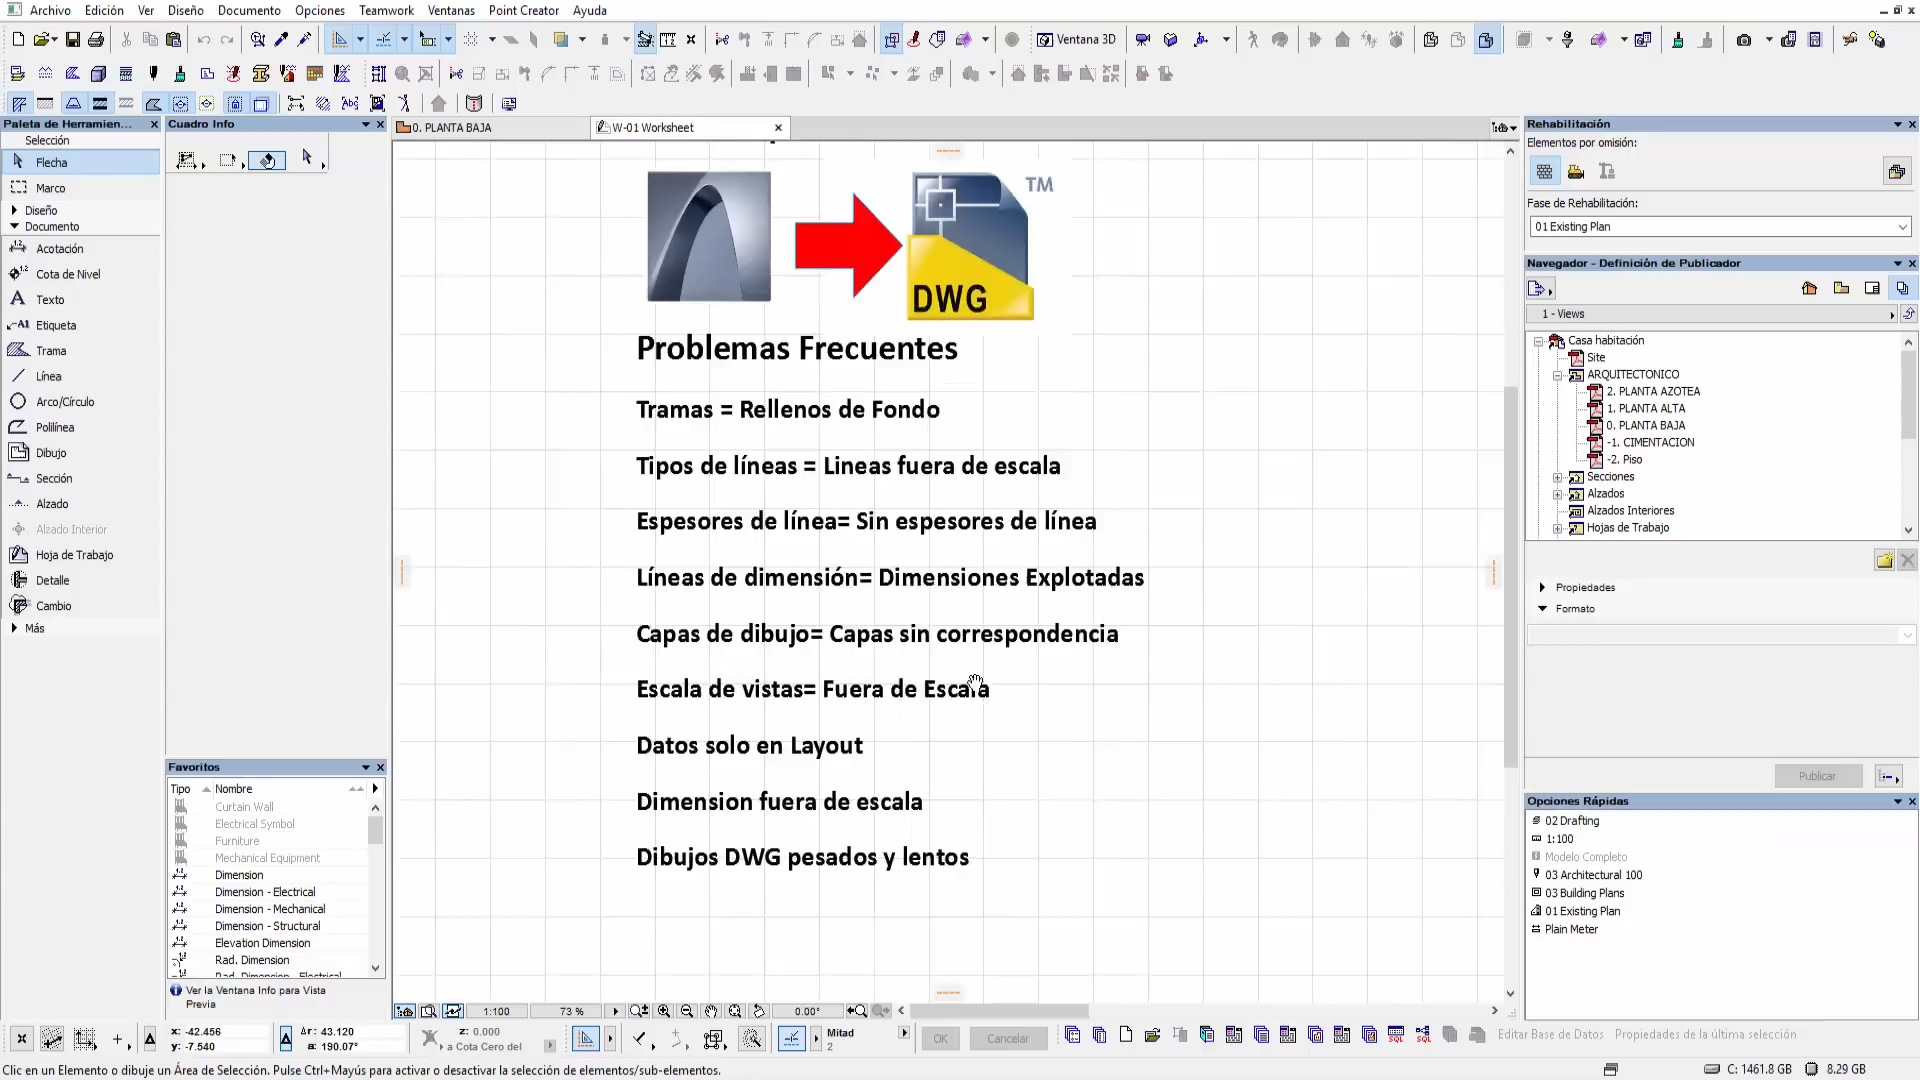 Archivo Edición Ver Diseño Documento Opciones Teamwork Ventanas Point Creator Ayuda
Ventana 3D
Paleta de Herramien...
Selección
Flecha
Marco
Diseño
Documento
Acotación
Cota de Nivel
Texto
Etiqueta
Trama
Línea
Arco/Círculo
Polilínea
Dibujo
Sección
Alzado
Alzado Interior
Hoja de Trabajo
Detalle
Cambio
Más
Cuadro Info
Favoritos
Tipo Nombre
Curtain Wall
Electrical Symbol
Furniture
Mechanical Equipment
Dimension
Dimension - Electrical
Dimension - Mechanical
Dimension - Structural
Elevation Dimension
Rad. Dimension
Rad. Dimension - Electrical
Ver la Ventana Info para Vista
Previa
0. PLANTA BAJA
W-01 Worksheet
TM
DWG
Problemas Frecuentes
Tramas = Rellenos de Fondo
Tipos de líneas = Lineas fuera de escala
Espesores de línea= Sin espesores de línea
Líneas de dimensión= Dimensiones Explotadas
Capas de dibujo= Capas sin correspondencia
Escala de vistas= Fuera de Escala
Datos solo en Layout
Dimension fuera de escala
Dibujos DWG pesados y lentos
1:100 73 % 0.00°
Rehabilitación
Elementos por omisión:
Fase de Rehabilitación:
01 Existing Plan
Navegador - Definición de Publicador
1 - Views
Casa habitación
Site
ARQUITECTONICO
2. PLANTA AZOTEA
1. PLANTA ALTA
0. PLANTA BAJA
-1. CIMENTACION
-2. Piso
Secciones
Alzados
Alzados Interiores
Hojas de Trabajo
Propiedades
Formato
Publicar
Opciones Rápidas
02 Drafting
1:100
Modelo Completo
03 Architectural 100
03 Building Plans
01 Existing Plan
Plain Meter
x: -42.456
y: -7.540
Δr: 43.120
a: 190.07°
z: 0.000
a Cota Cero del
Mitad
2
OK Cancelar
Editar Base de Datos Propiedades de la última selección
Clic en un Elemento o dibuje un Área de Selección. Pulse Ctrl+Mayús para activar o desactivar la selección de elementos/sub-elementos.
C: 1461.8 GB 8.29 GB